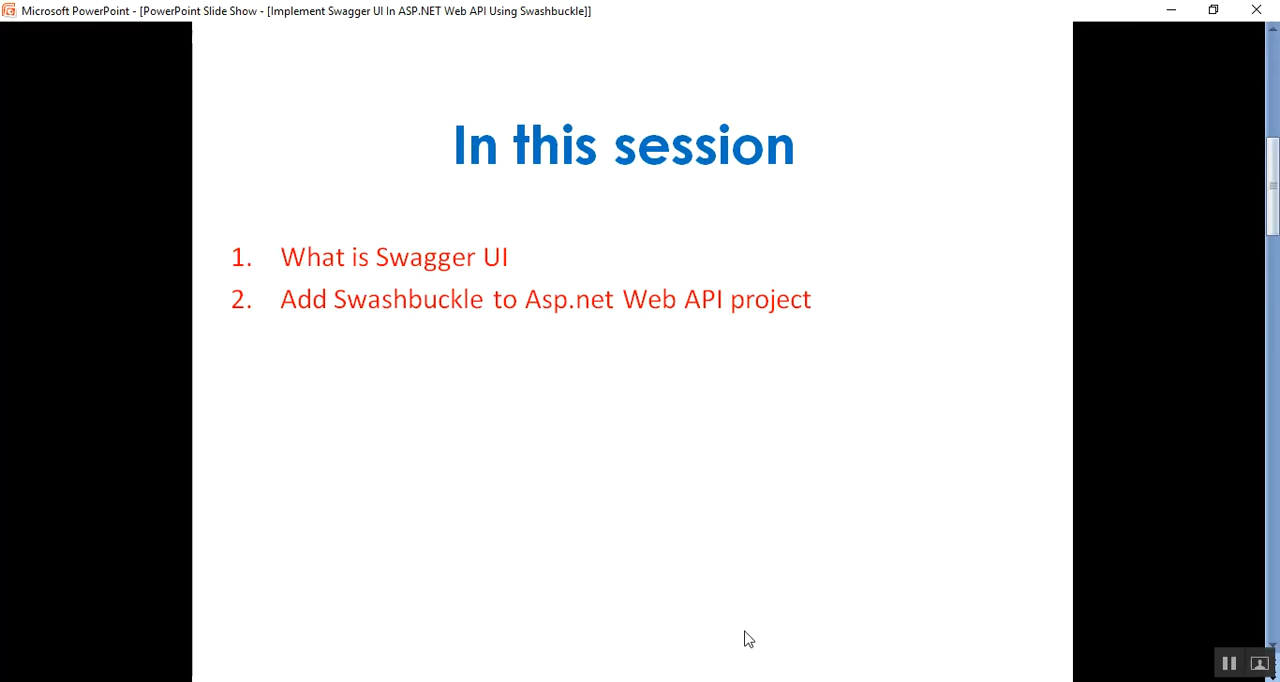 Microsoft PowerPoint - [PowerPoint Slide Show - [Implement Swagger UI In ASP.NET Web API Using Swashbuckle]]
In this session
1. What is Swagger UI
2. Add Swashbuckle to Asp.net Web API project